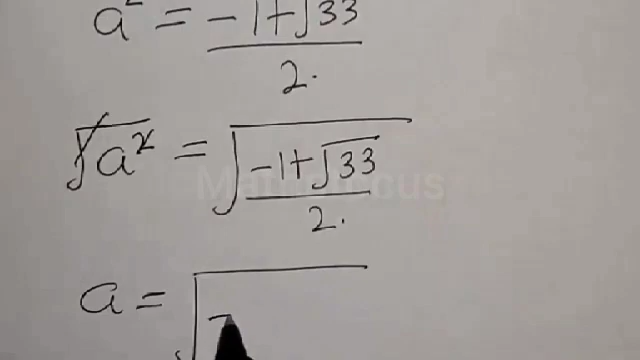 a² = -1+√33 / 2.
√a² = √(-1+√33 / 2.)
a = √-